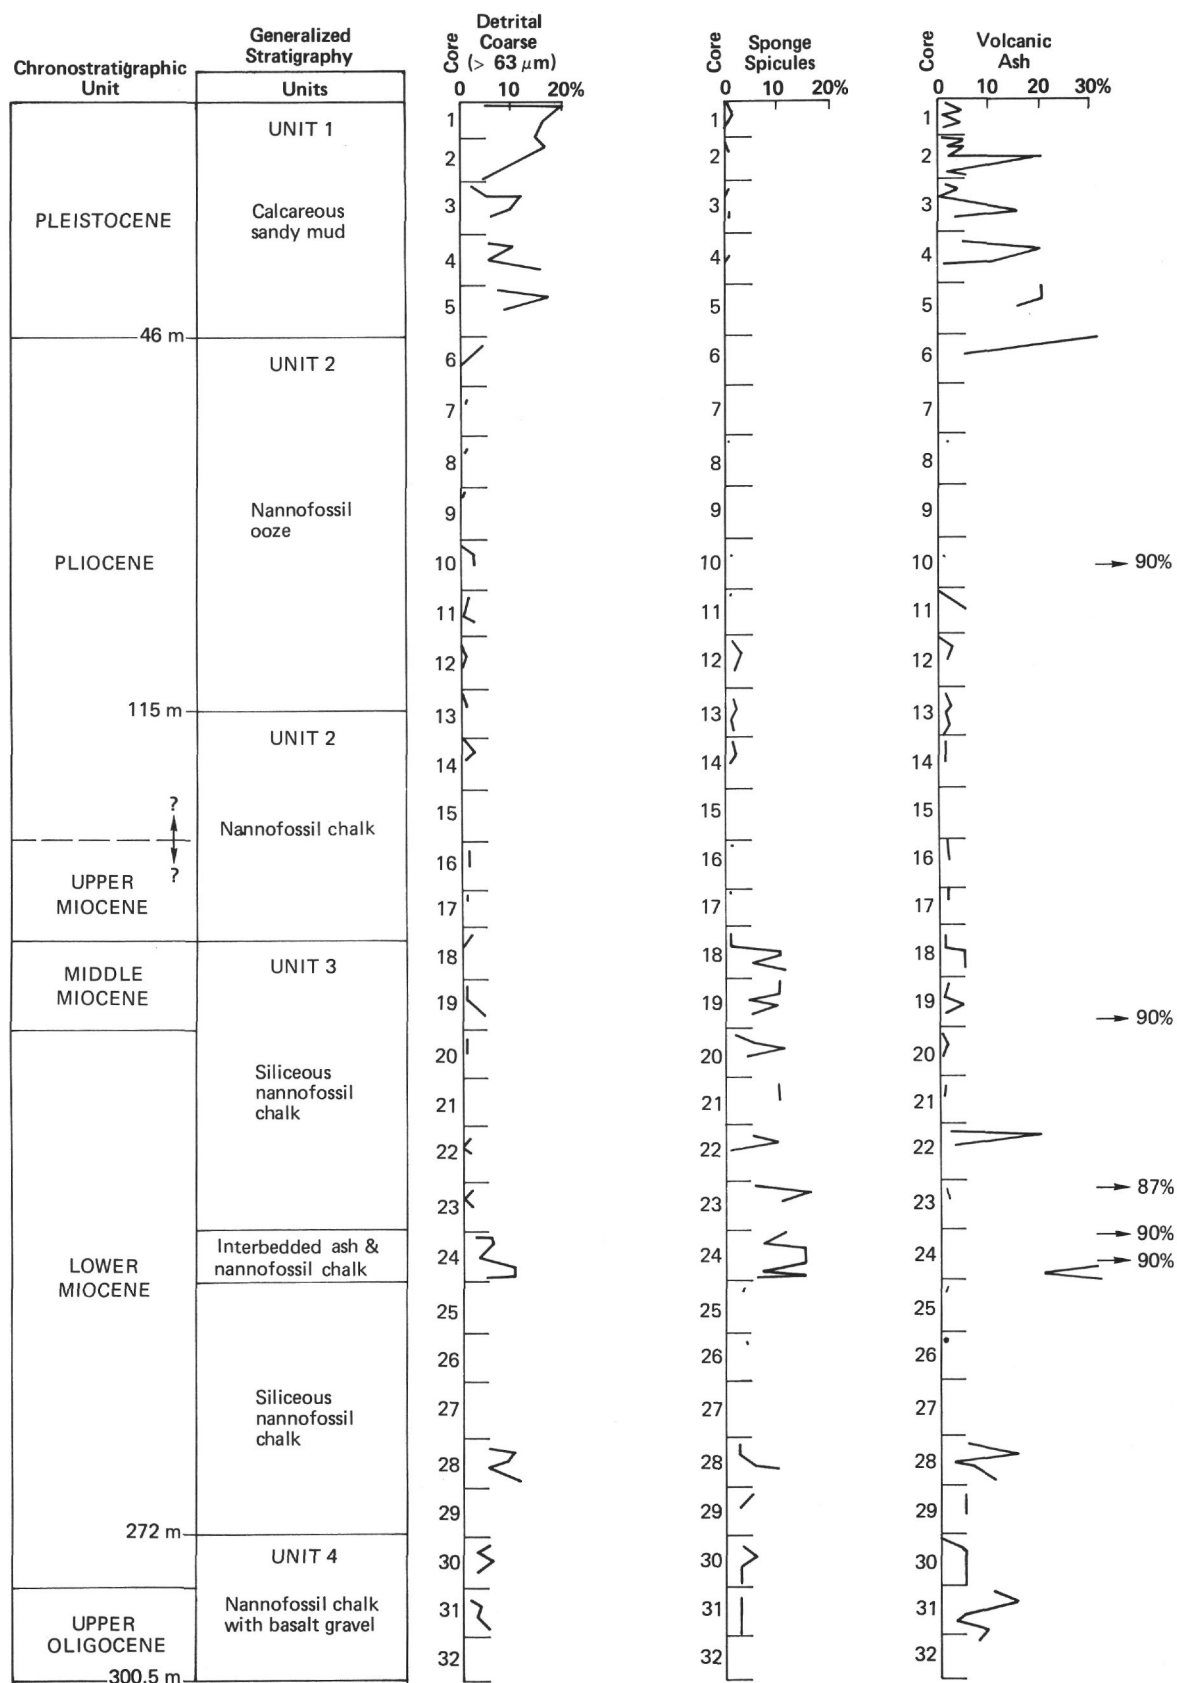 Chronostratigraphic
Unit
Generalized
Stratigraphy
Units
Core
Detrital
Coarse
(> 63 μm)
0 10 20%
Core
Sponge
Spicules
0 10 20%
Core
Volcanic
Ash
0 10 20 30%
PLEISTOCENE
46 m
PLIOCENE
115 m
?
?
UPPER
MIOCENE
MIDDLE
MIOCENE
LOWER
MIOCENE
272 m
UPPER
OLIGOCENE
300.5 m
UNIT 1
Calcareous
sandy mud
UNIT 2
Nannofossil
ooze
UNIT 2
Nannofossil chalk
UNIT 3
Siliceous
nannofossil
chalk
Interbedded ash &
nannofossil chalk
Siliceous
nannofossil
chalk
UNIT 4
Nannofossil chalk
with basalt gravel
1
2
3
4
5
6
7
8
9
10
11
12
13
14
15
16
17
18
19
20
21
22
23
24
25
26
27
28
29
30
31
32
1
2
3
4
5
6
7
8
9
10
11
12
13
14
15
16
17
18
19
20
21
22
23
24
25
26
27
28
29
30
31
32
1
2
3
4
5
6
7
8
9
10
11
12
13
14
15
16
17
18
19
20
21
22
23
24
25
26
27
28
29
30
31
32
90%
90%
87%
90%
90%